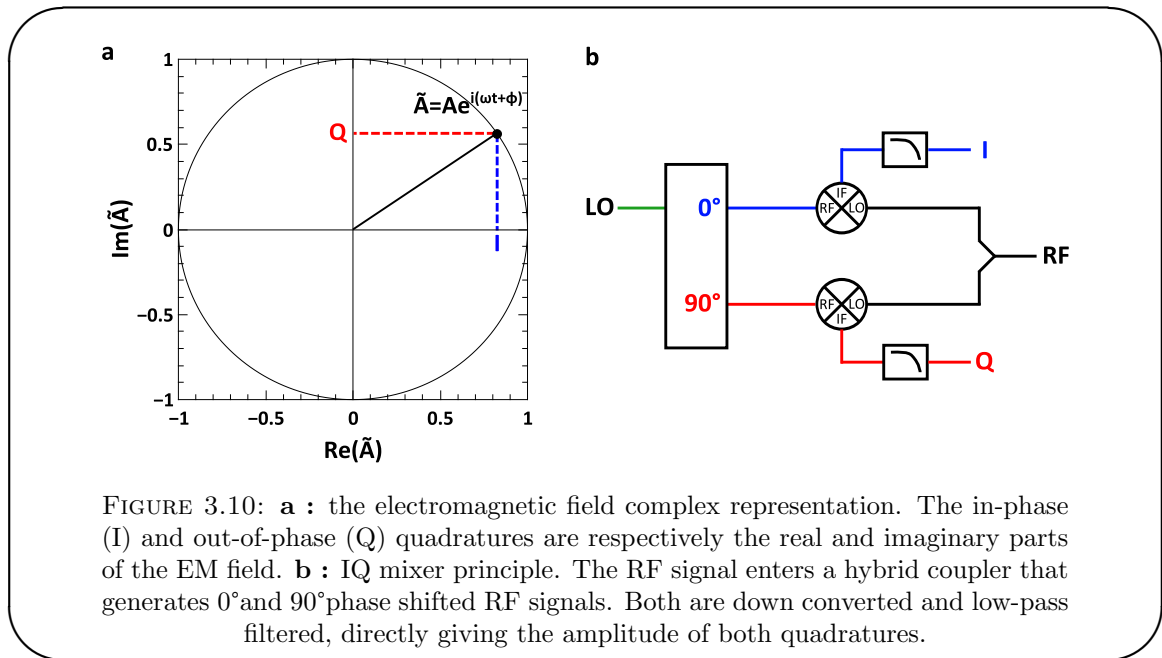 a
b
1
0.5
0
−0.5
−1
−1
−0.5
0
0.5
1
Im(Ã)
Re(Ã)
Ã=Ae^i(ωt+ϕ)
Q
I
LO
0°
90°
IF
RF
LO
RF
LO
IF
I
Q
RF
FIGURE 3.10: a : the electromagnetic field complex representation. The in-phase
(I) and out-of-phase (Q) quadratures are respectively the real and imaginary parts
of the EM field. b : IQ mixer principle. The RF signal enters a hybrid coupler that
generates 0°and 90°phase shifted RF signals. Both are down converted and low-pass
filtered, directly giving the amplitude of both quadratures.